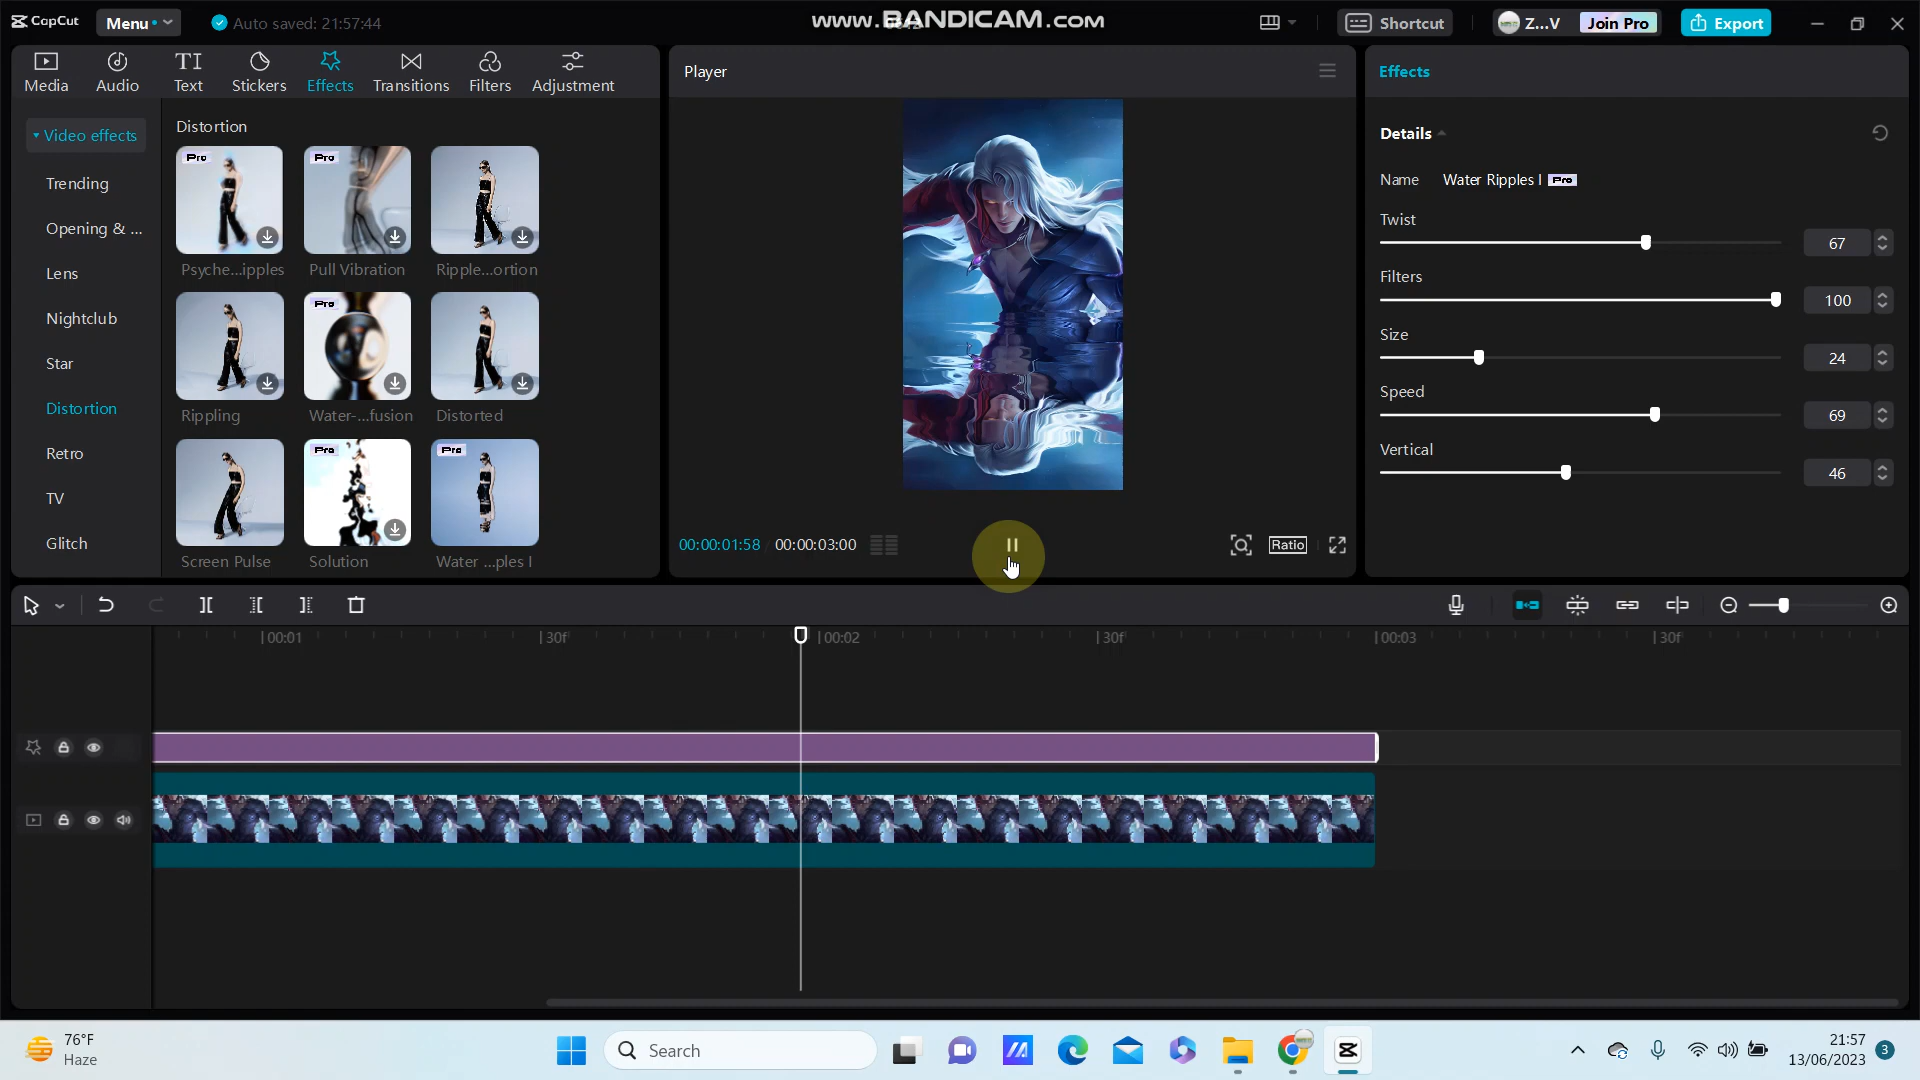 CapCut
Menu
Auto saved: 21:57:44
www.BANDICAM.com
Shortcut
Z...V
Join Pro
Export
Media
Audio
Text
Stickers
Effects
Transitions
Filters
Adjustment
Player
Effects
Video effects
Trending
Opening & ...
Lens
Nightclub
Star
Distortion
Retro
TV
Glitch
Distortion
Pro
Pro
Psyche...ipples
Pull Vibration
Ripple...ortion
Pro
Rippling
Water-...fusion
Distorted
Pro
Pro
Screen Pulse
Solution
Water ...ples I
00:00:01:58
00:00:03:00
Ratio
Details
Name
Water Ripples I
Pro
Twist
67
Filters
100
Size
24
Speed
69
Vertical
46
00:01
30f
00:02
30f
00:03
30f
76°F
Haze
Search
21:57
13/06/2023
3